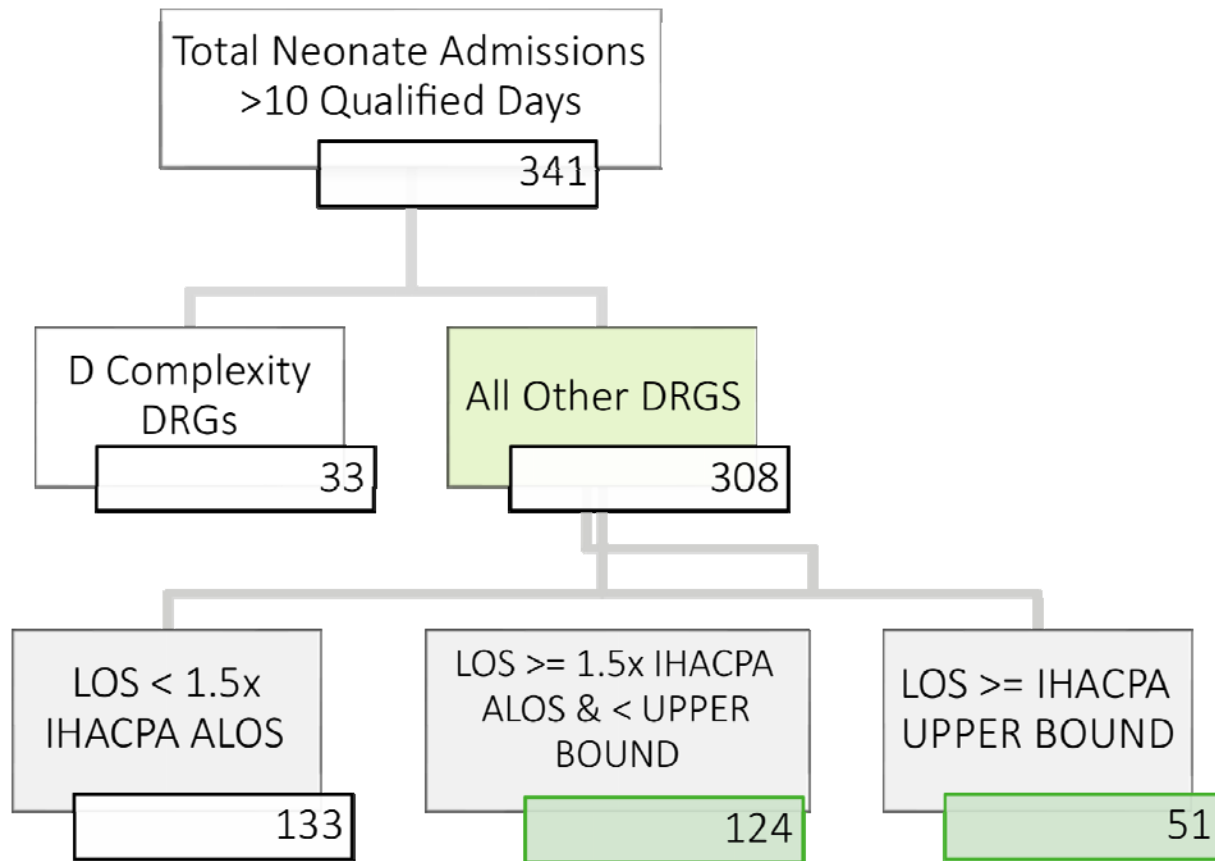 Total Neonate Admissions
>10 Qualified Days
341
D Complexity
DRGs
33
All Other DRGS
308
LOS < 1.5x
IHACPA ALOS
133
LOS >= 1.5x IHACPA
ALOS & < UPPER
BOUND
124
LOS >= IHACPA
UPPER BOUND
51